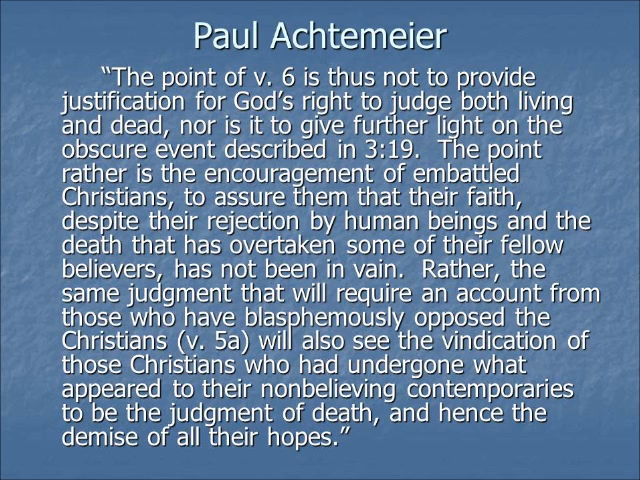 Paul Achtemeier
“The point of v. 6 is thus not to provide
justification for God’s right to judge both living
and dead, nor is it to give further light on the
obscure event described in 3:19.  The point
rather is the encouragement of embattled
Christians, to assure them that their faith,
despite their rejection by human beings and the
death that has overtaken some of their fellow
believers, has not been in vain.  Rather, the
same judgment that will require an account from
those who have blasphemously opposed the
Christians (v. 5a) will also see the vindication of
those Christians who had undergone what
appeared to their nonbelieving contemporaries
to be the judgment of death, and hence the
demise of all their hopes.”